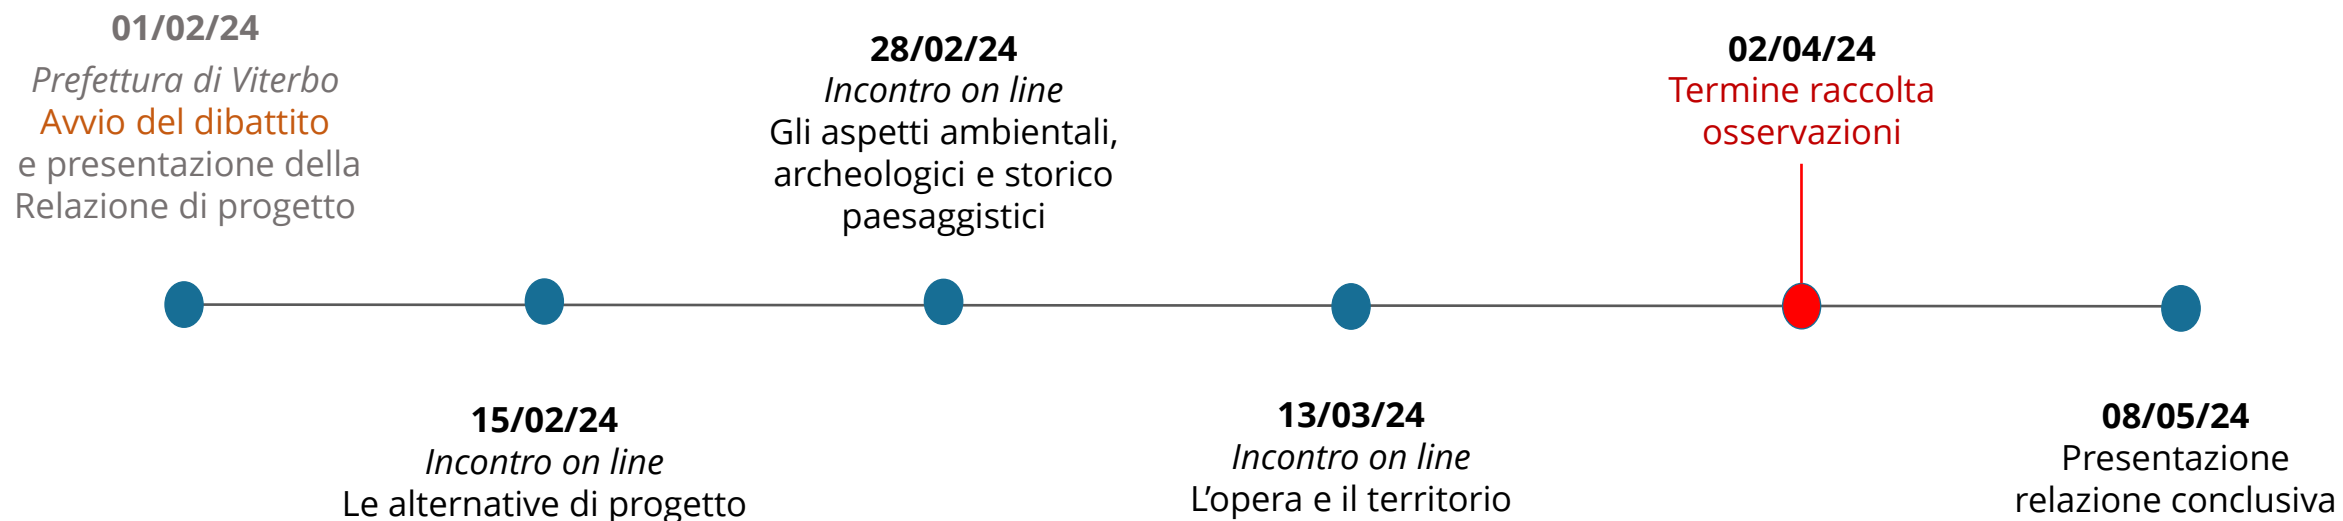 01/02/24
Prefettura di Viterbo
Avvio del dibattito
e presentazione della
Relazione di progetto
15/02/24
Incontro on line
Le alternative di progetto
28/02/24
Incontro on line
Gli aspetti ambientali,
archeologici e storico
paesaggistici
13/03/24
Incontro on line
L'opera e il territorio
02/04/24
Termine raccolta
osservazioni
08/05/24
Presentazione
relazione conclusiva